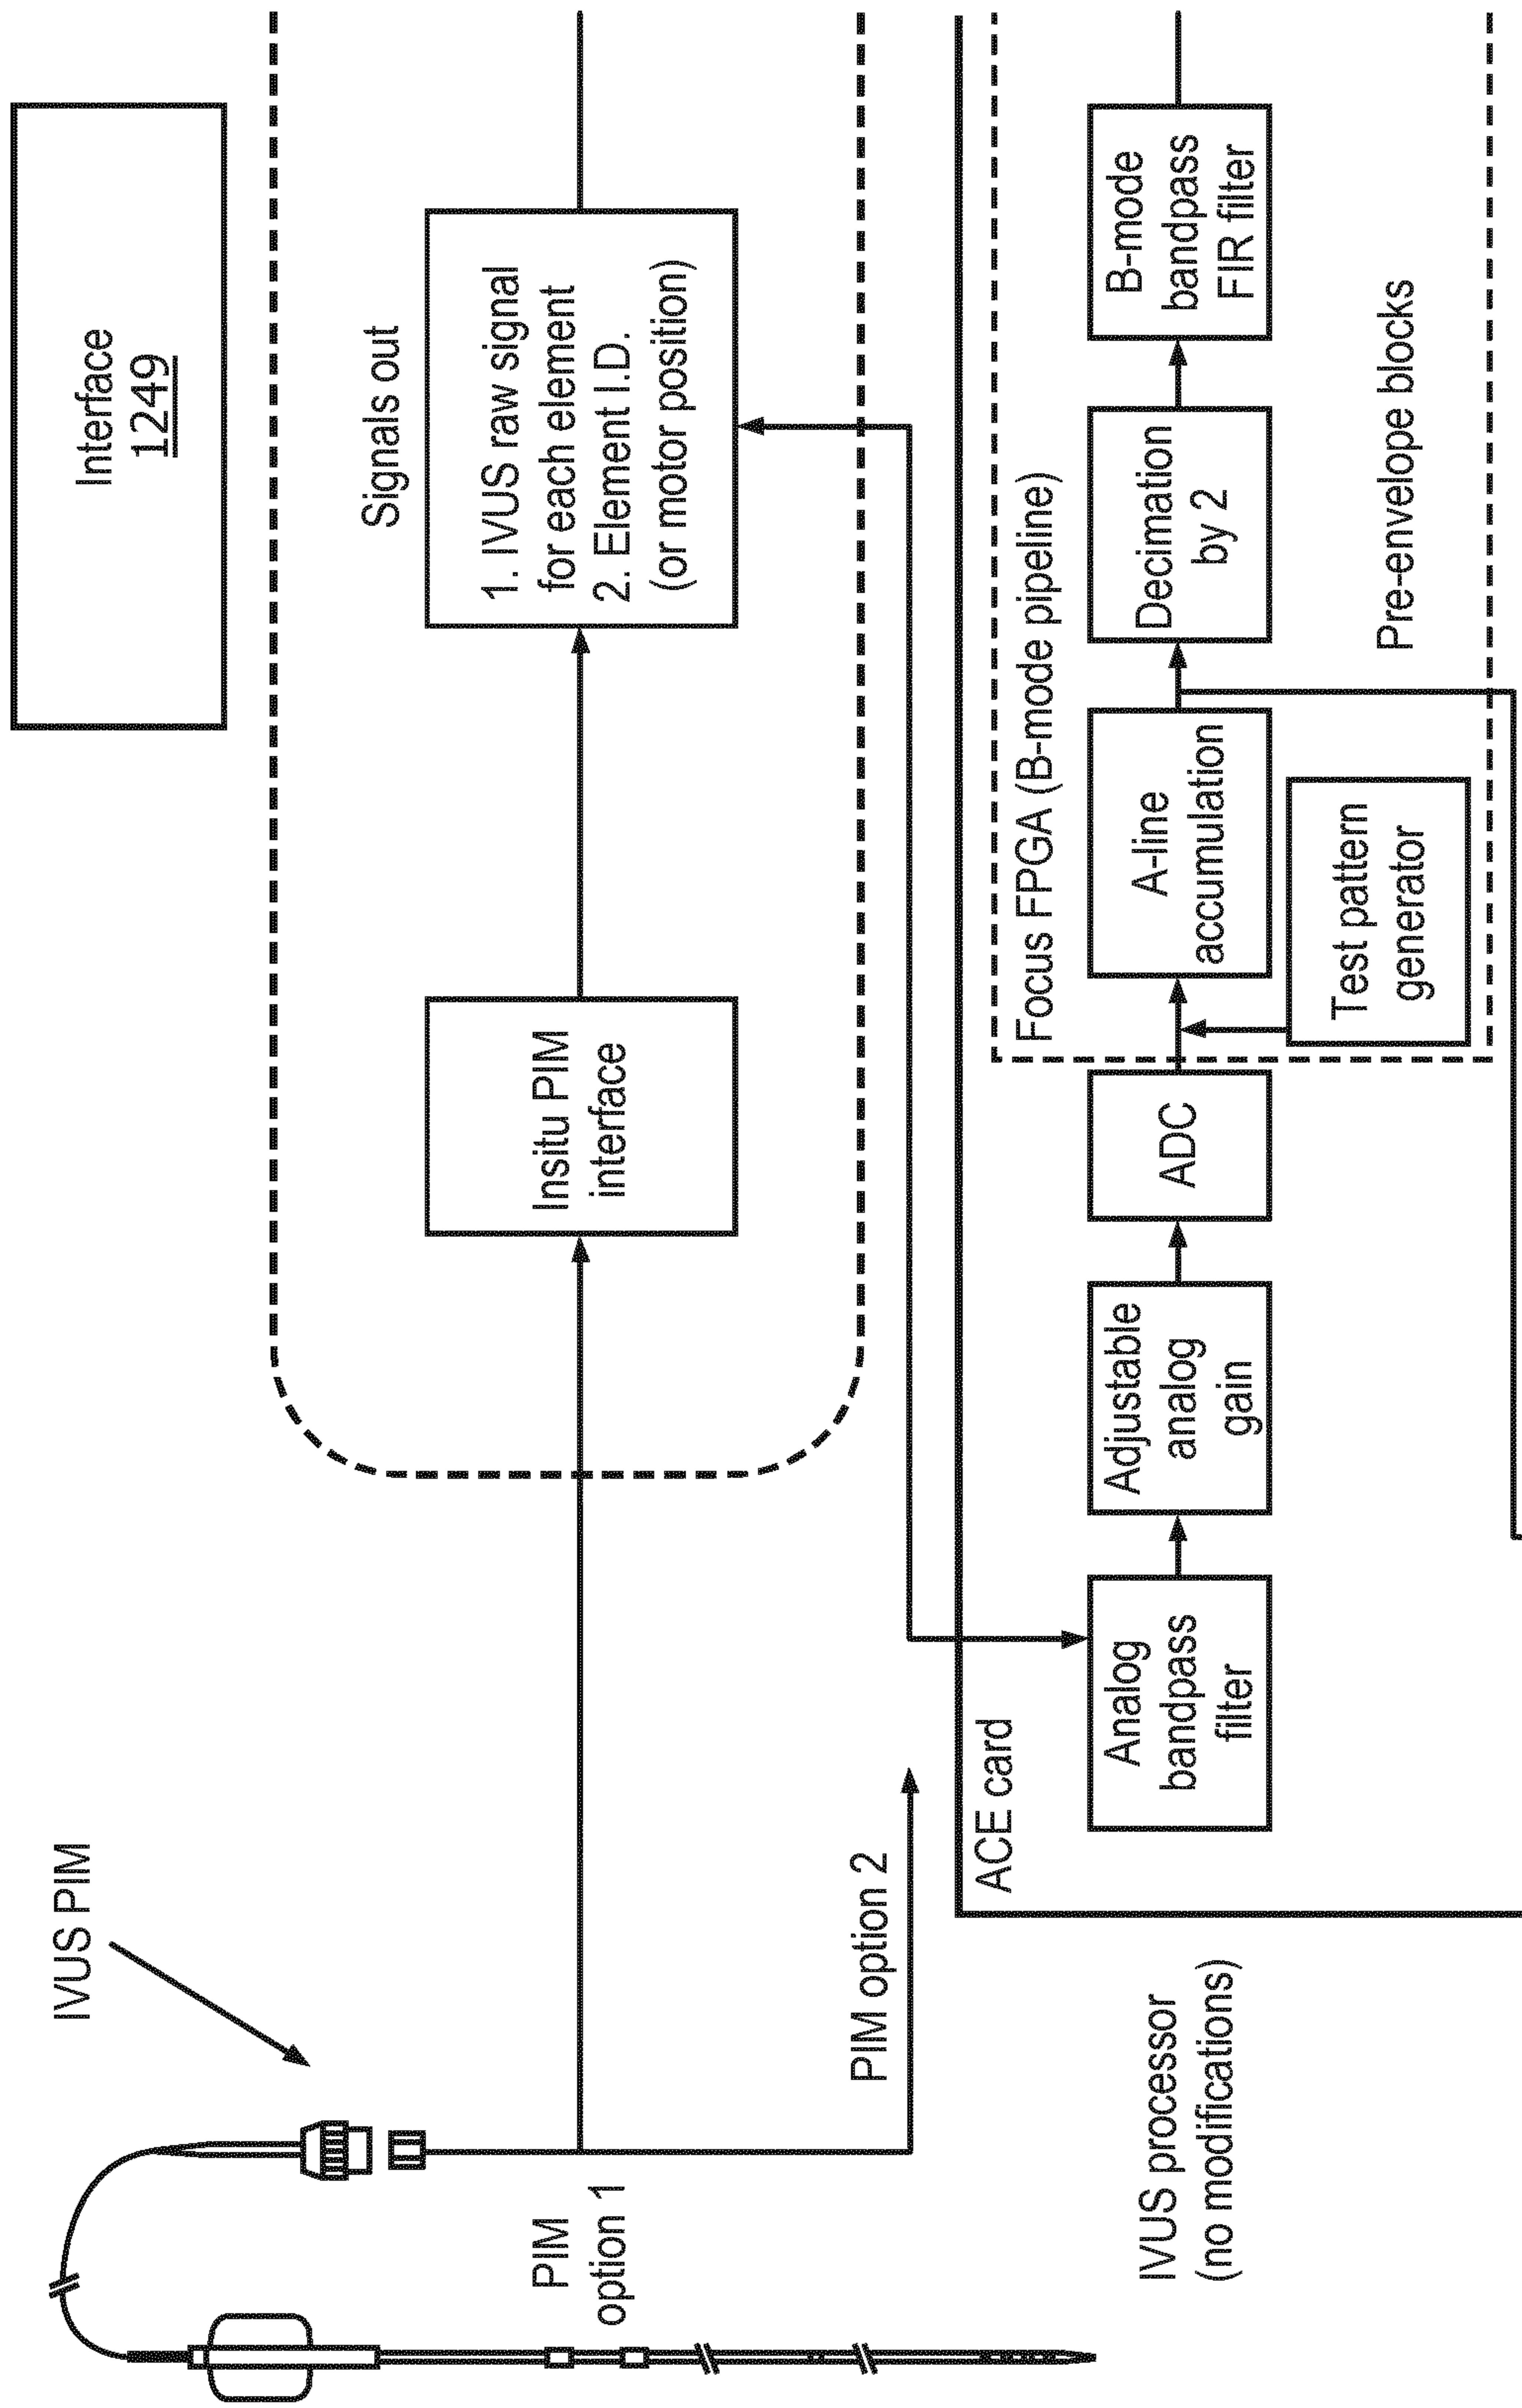 Interface
1249
IVUS PIM
Signals out
Insitu PIM
interface
1. IVUS raw signal
for each element
2. Element I.D.
(or motor position)
PIM
option 1
PIM option 2
ACE card
Focus FPGA (B-mode pipeline)
IVUS processor
(no modifications)
Analog
bandpass
filter
Adjustable
analog
gain
ADC
A-line
accumulation
Decimation
by 2
B-mode
bandpass
FIR filter
Test pattern
generator
Pre-envelope blocks